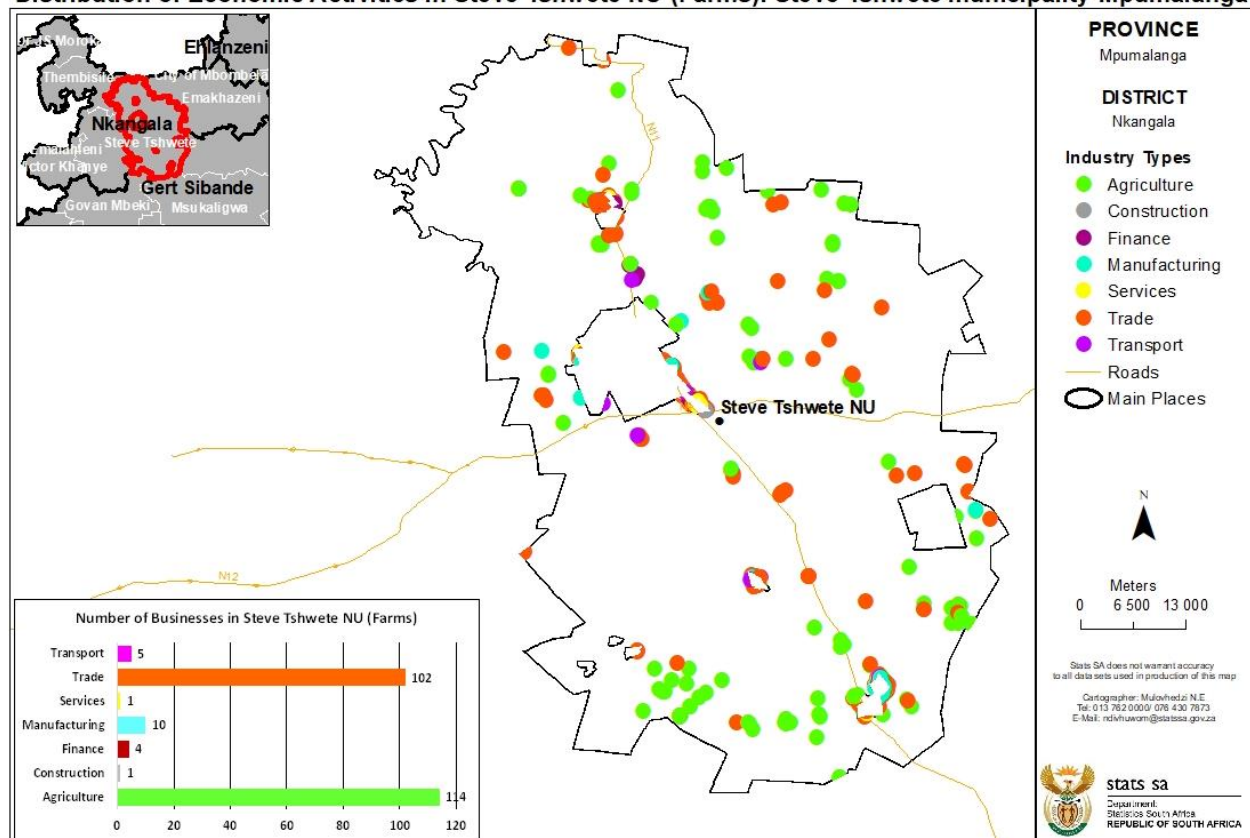 Distribution of Economic Activities in Steve Tshwete NU (Farms): Steve Tshwete Municipality-Mpumalanga
Ehlanzeni
Thembisile
City of Mbombela
Emakhazeni
Nkangala
Steve Tshwete
Gert Sibande
Govan Mbeki
Msukaligwa
N11
Steve Tshwete NU
N12
Number of Businesses in Steve Tshwete NU (Farms)
Transport 5
Trade 102
Services 1
Manufacturing 10
Finance 4
Construction 1
Agriculture 114
0 20 40 60 80 100 120
PROVINCE
Mpumalanga
DISTRICT
Nkangala
Industry Types
Agriculture
Construction
Finance
Manufacturing
Services
Trade
Transport
Roads
Main Places
N
Meters
0 6 500 13 000
Stats SA does not warrant accuracy
to all data sets used in production of this map
Cartographer: Mulovhedzi N.E
Tel: 013 762 0000/ 076 430 7873
E-Mail: ndivhuwom@statssa.gov.za
stats sa
Department:
Statistics South Africa
REPUBLIC OF SOUTH AFRICA